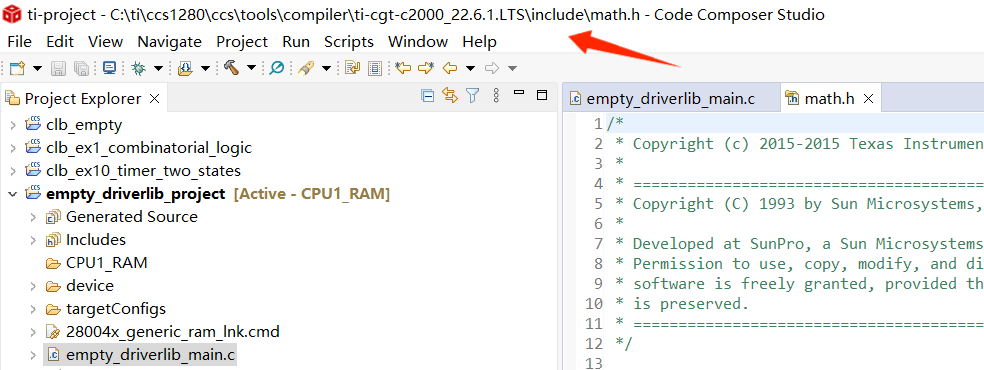 ti-project - C:\ti\ccs1280\ccs\tools\compiler\ti-cgt-c2000_22.6.1.LTS\include\math.h - Code Composer Studio
File Edit View Navigate Project Run Scripts Window Help
Project Explorer
clb_empty
clb_ex1_combinatorial_logic
clb_ex10_timer_two_states
empty_driverlib_project [Active - CPU1_RAM]
Generated Source
Includes
CPU1_RAM
device
targetConfigs
28004x_generic_ram_lnk.cmd
empty_driverlib_main.c
empty_driverlib_main.c math.h
1 /*
2 * Copyright (c) 2015-2015 Texas Instrumen
3 *
4 * ========================================
5 * Copyright (C) 1993 by Sun Microsystems,
6 *
7 * Developed at SunPro, a Sun Microsystems
8 * Permission to use, copy, modify, and di
9 * software is freely granted, provided th
10 * is preserved.
11 * ========================================
12 */
13